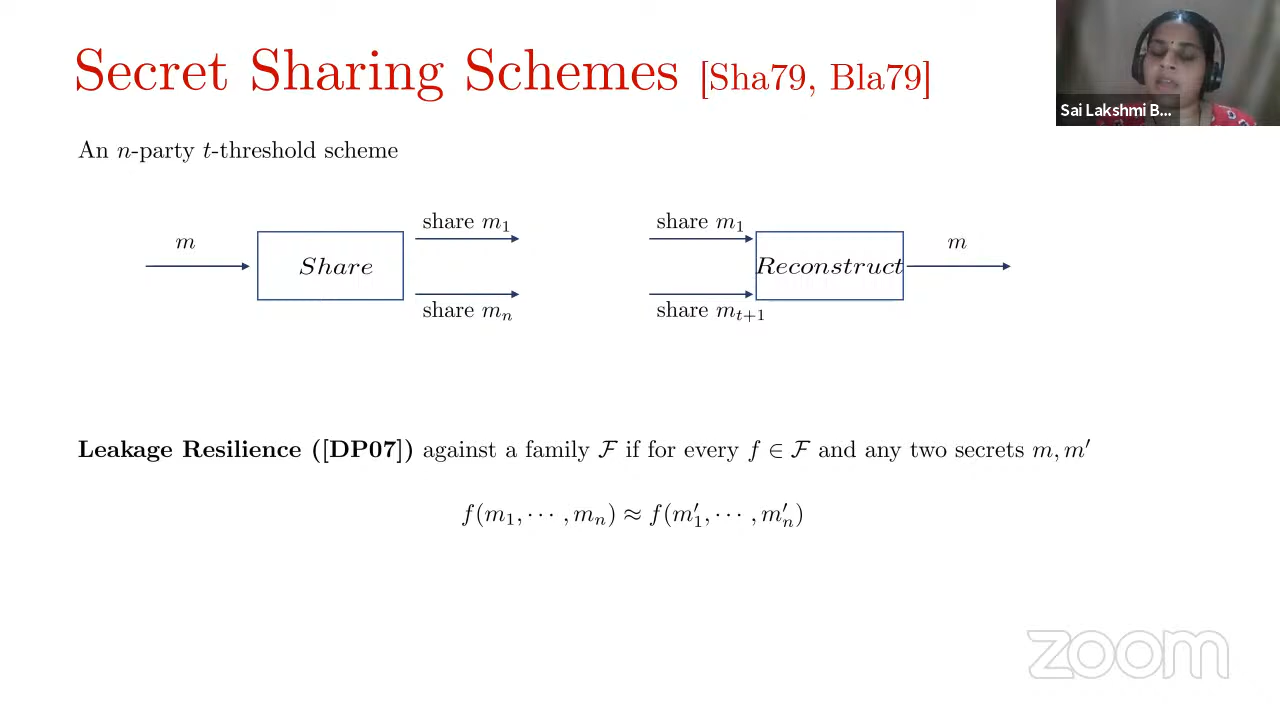 Secret Sharing Schemes [Sha79, Bla79]
Sai Lakshmi B...
An n-party t-threshold scheme
m
Share
share m₁
share mₙ
share m₁
share mₜ₊₁
Reconstruct
m
Leakage Resilience ([DP07]) against a family ℱ if for every f ∈ ℱ and any two secrets m, m′
f(m₁, ⋯ , mₙ) ≈ f(m′₁, ⋯ , m′ₙ)
zoom